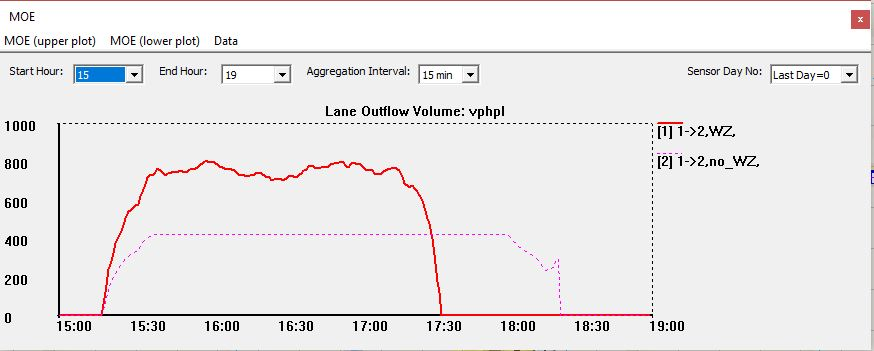 MOE
x
MOE (upper plot) MOE (lower plot) Data
Start Hour: 15 End Hour: 19 Aggregation Interval: 15 min Sensor Day No: Last Day=0
Lane Outflow Volume: vphpl
1000
[1] 1->2,WZ,
[2] 1->2,no_WZ,
800
600
400
200
0
15:00 15:30 16:00 16:30 17:00 17:30 18:00 18:30 19:00